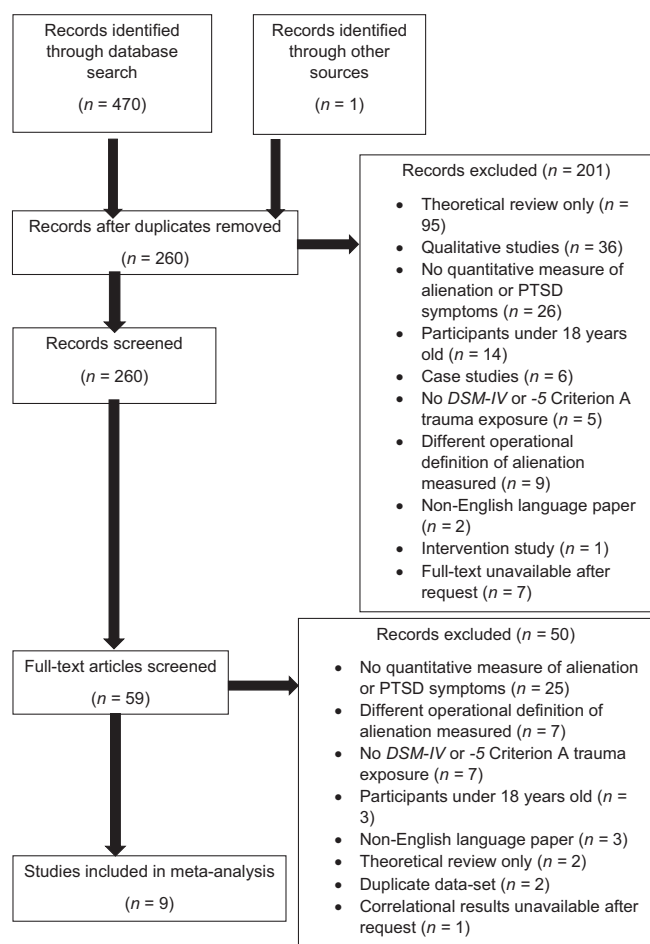 Records identified
through database
search
(n = 470)
Records identified
through other
sources
(n = 1)
Records after duplicates removed
(n = 260)
Records excluded (n = 201)
• Theoretical review only (n =
95)
• Qualitative studies (n = 36)
• No quantitative measure of
alienation or PTSD
symptoms (n = 26)
• Participants under 18 years
old (n = 14)
• Case studies (n = 6)
• No DSM-IV or -5 Criterion A
trauma exposure (n = 5)
• Different operational
definition of alienation
measured (n = 9)
• Non-English language paper
(n = 2)
• Intervention study (n = 1)
• Full-text unavailable after
request (n = 7)
Records screened
(n = 260)
Full-text articles screened
(n = 59)
Records excluded (n = 50)
• No quantitative measure of alienation
or PTSD symptoms (n = 25)
• Different operational definition of
alienation measured (n = 7)
• No DSM-IV or -5 Criterion A trauma
exposure (n = 7)
• Participants under 18 years old (n =
3)
• Non-English language paper (n = 3)
• Theoretical review only (n = 2)
• Duplicate data-set (n = 2)
• Correlational results unavailable after
request (n = 1)
Studies included in meta-analysis
(n = 9)